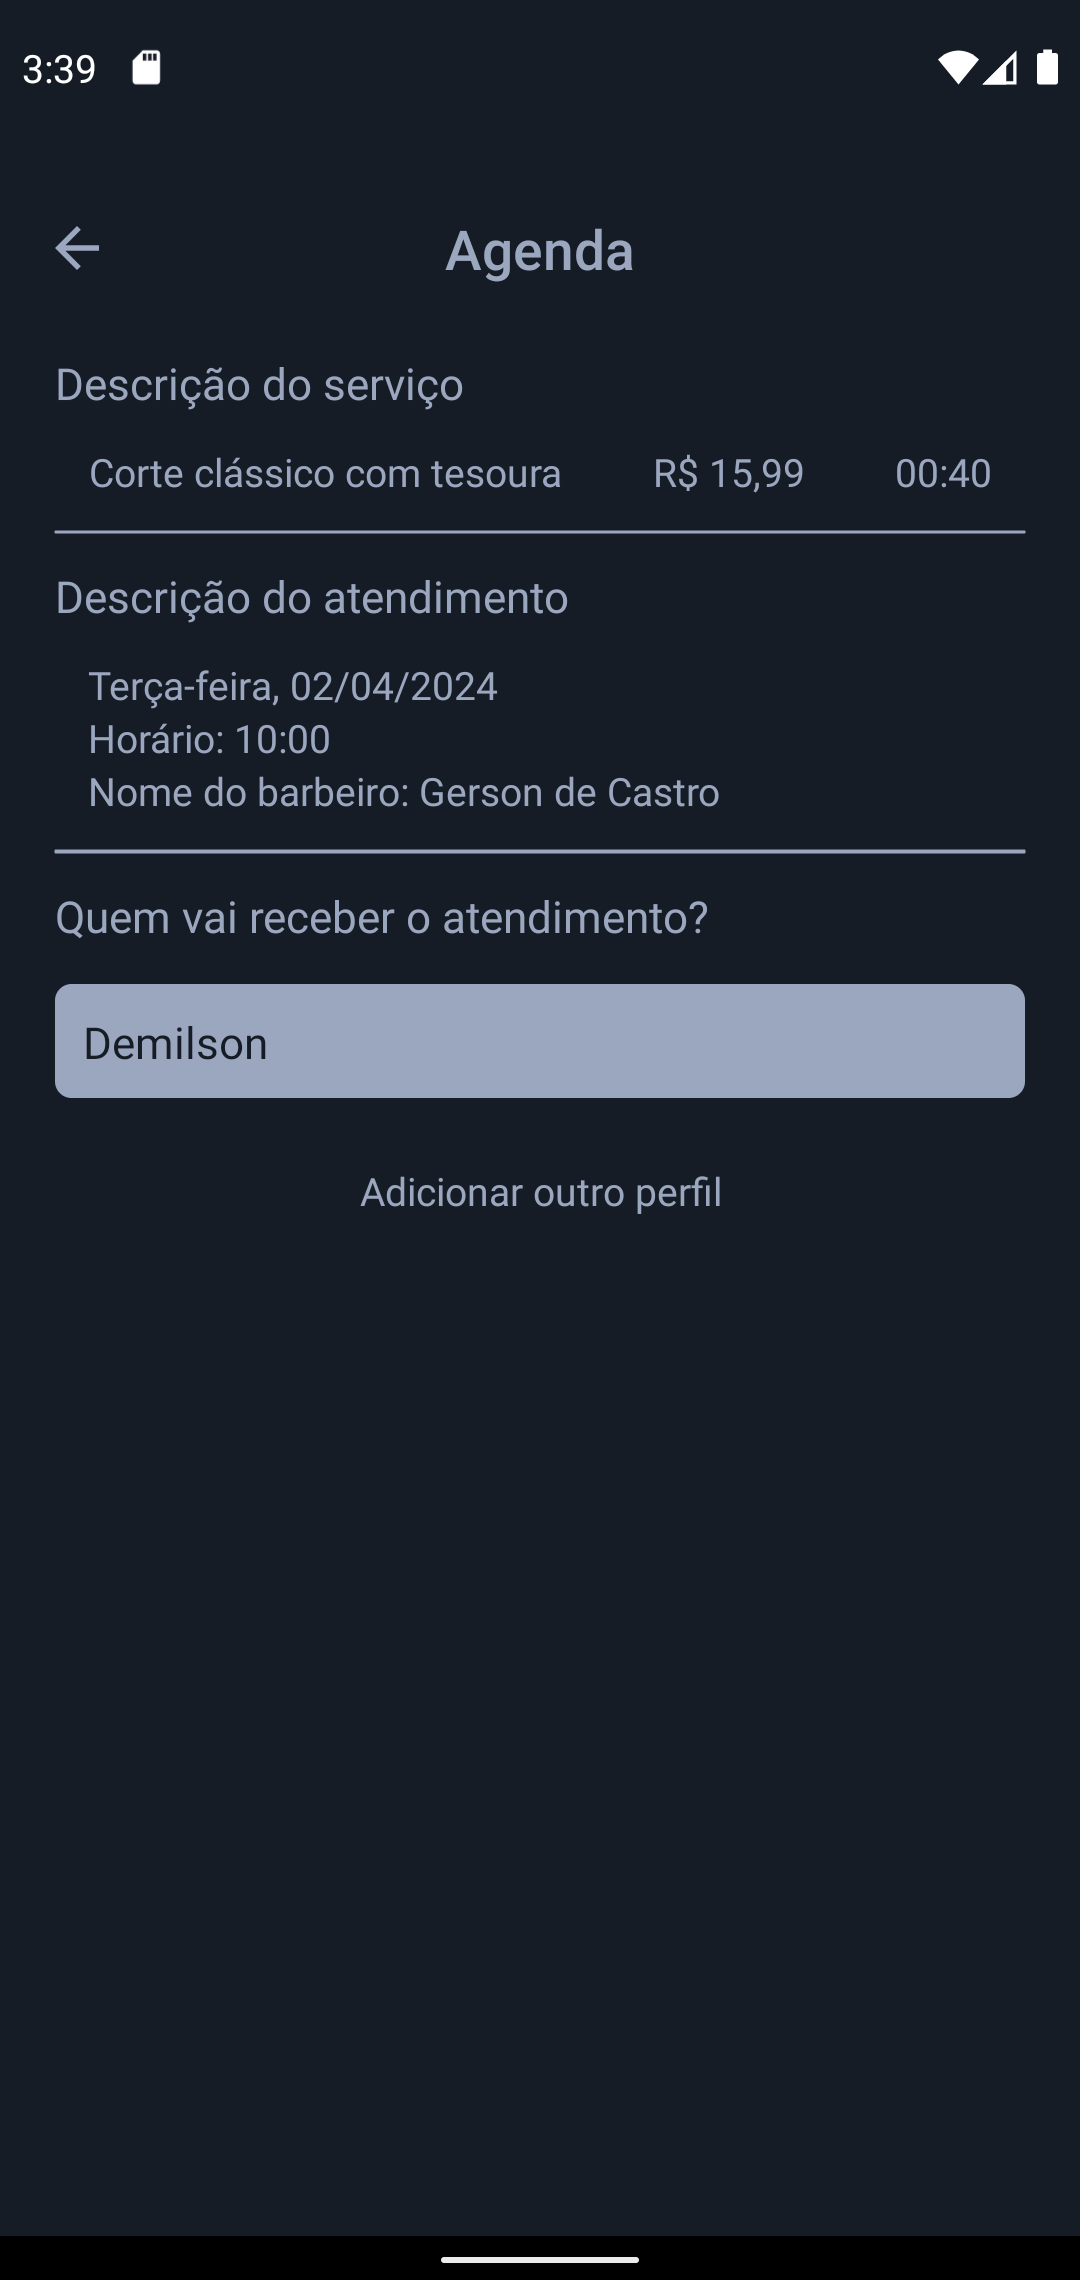 3:39
Agenda
Descrição do serviço
Corte clássico com tesoura R$ 15,99 00:40
Descrição do atendimento
Terça-feira, 02/04/2024
Horário: 10:00
Nome do barbeiro: Gerson de Castro
Quem vai receber o atendimento?
Demilson
Adicionar outro perfil